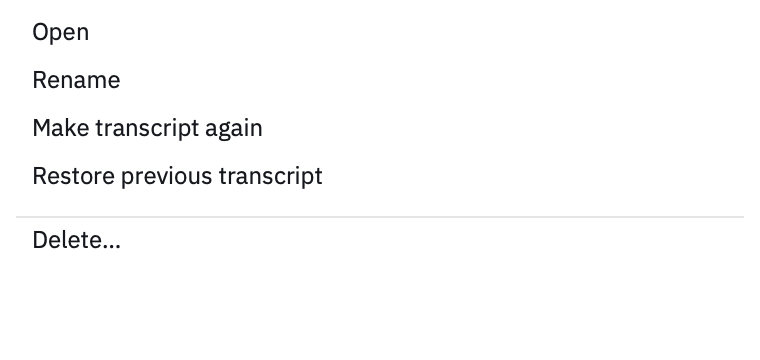 Open
Rename
Make transcript again
Restore previous transcript
Delete...